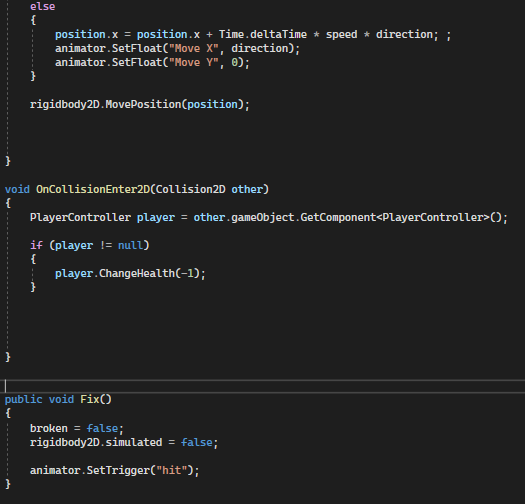 else
{
position.x = position.x + Time.deltaTime * speed * direction; ;
animator.SetFloat("Move X", direction);
animator.SetFloat("Move Y", 0);
}
rigidbody2D.MovePosition(position);
}
void OnCollisionEnter2D(Collision2D other)
{
PlayerController player = other.gameObject.GetComponent<PlayerController>();
if (player != null)
{
player.ChangeHealth(-1);
}
}
public void Fix()
{
broken = false;
rigidbody2D.simulated = false;
animator.SetTrigger("hit");
}